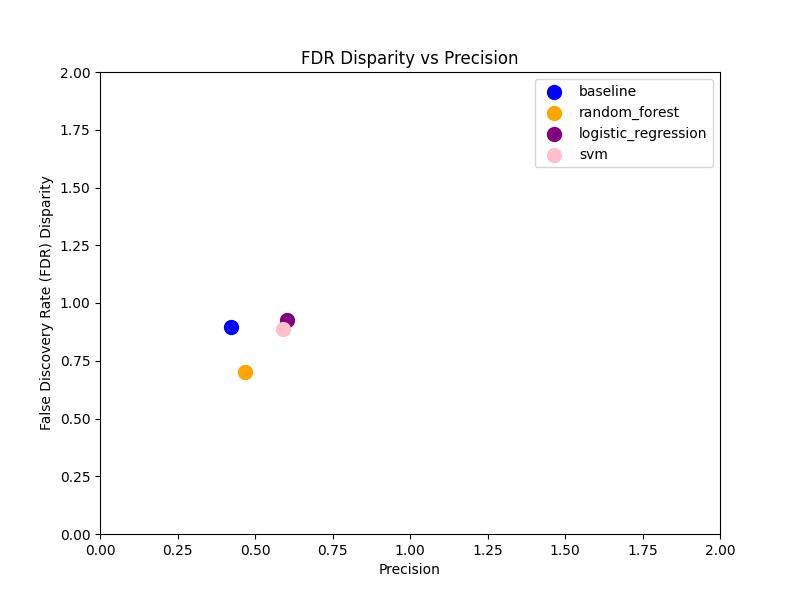 FDR Disparity vs Precision
baseline
random_forest
logistic_regression
svm
False Discovery Rate (FDR) Disparity
2.00
1.75
1.50
1.25
1.00
0.75
0.50
0.25
0.00
0.00 0.25 0.50 0.75 1.00 1.25 1.50 1.75 2.00
Precision